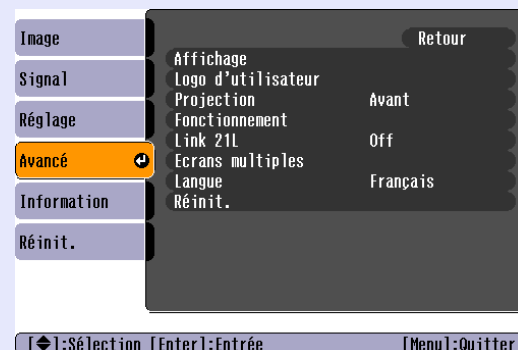 Image
Signal
Réglage
Avancé
Information
Réinit.
Retour
Affichage
Logo d'utilisateur
Projection Avant
Fonctionnement
Link 21L Off
Ecrans multiples
Langue Français
Réinit.
[◆]:Sélection [Enter]:Entrée [Menu]:Quitter